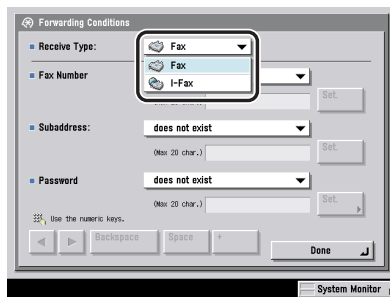 Forwarding Conditions
Receive Type:
Fax
Fax
I-Fax
Fax Number
Set.
Subaddress:
does not exist
(Max 20 char.)
Set.
Password
does not exist
(Max 20 char.)
Set.
Use the numeric keys.
Backspace
Space
+
Done
System Monitor